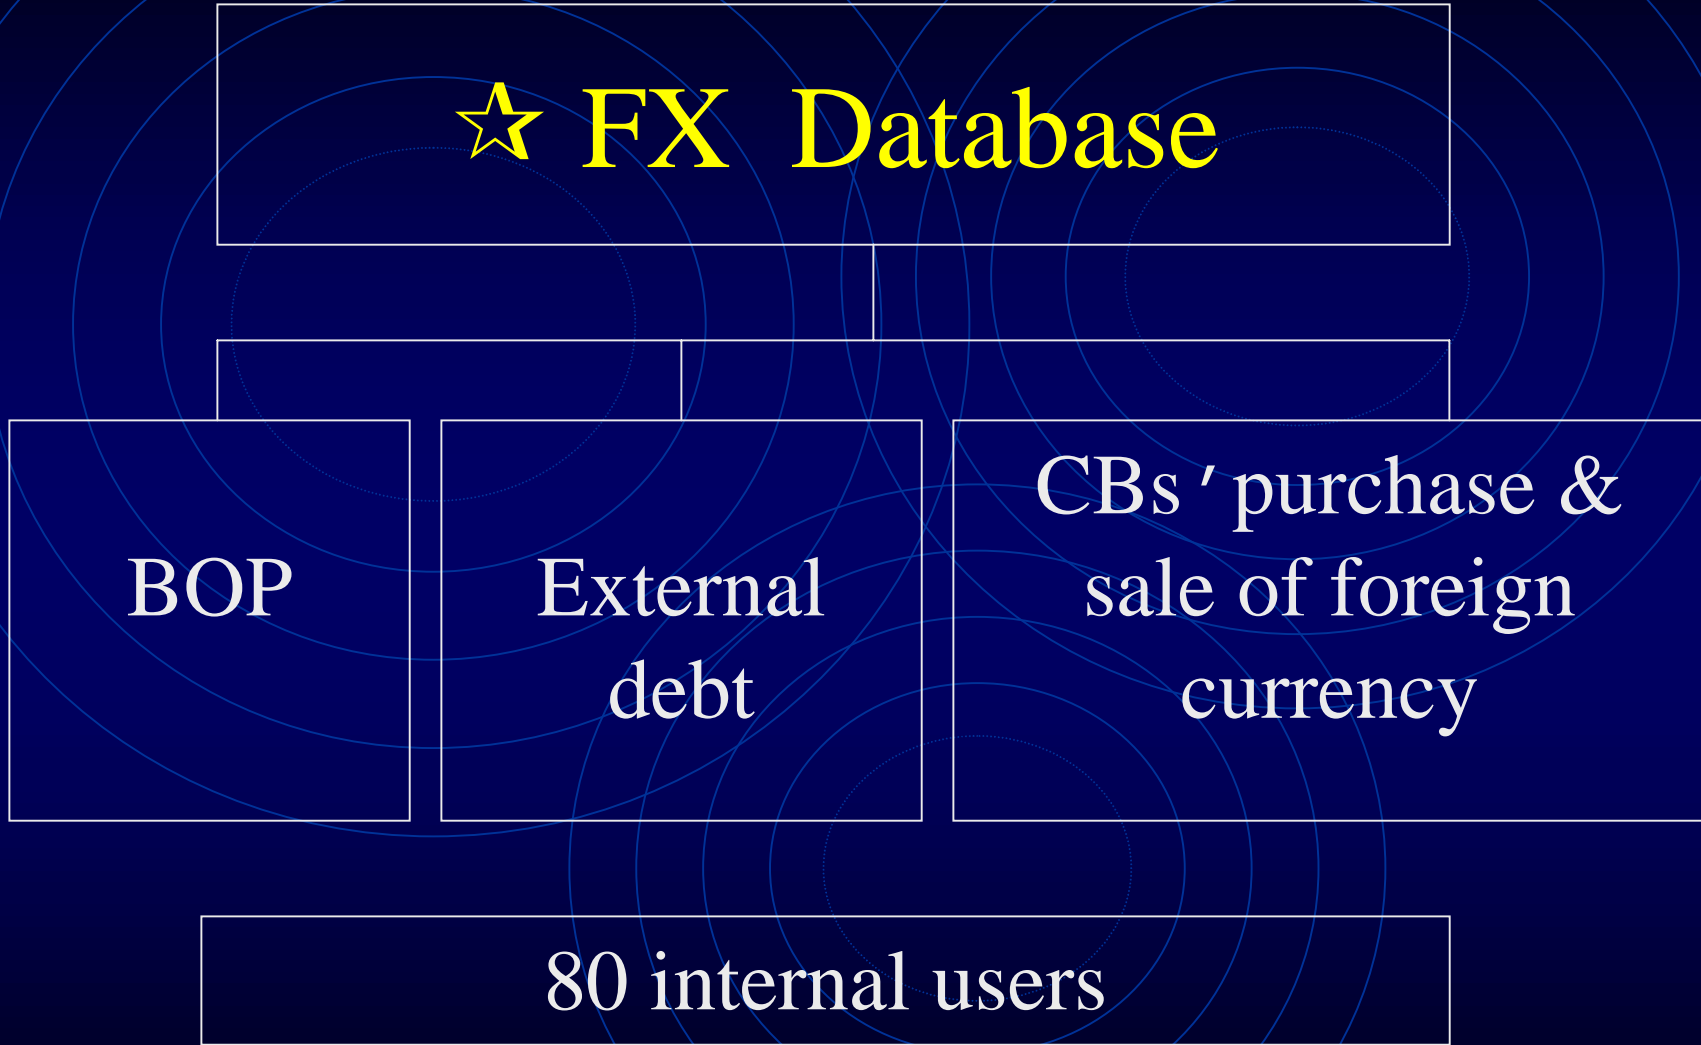 ☆ FX Database
BOP
External
debt
CBs ′ purchase &
sale of foreign
currency
80 internal users